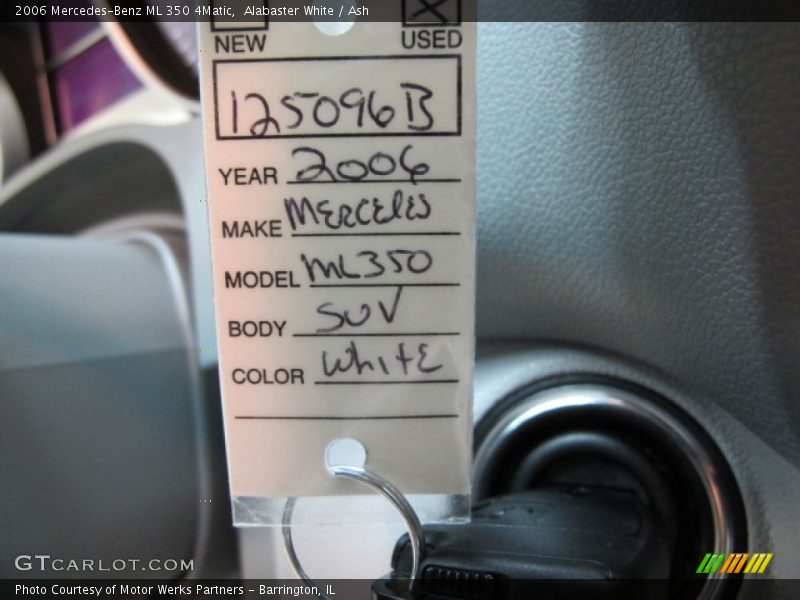 2006 Mercedes-Benz ML 350 4Matic, Alabaster White / Ash
NEW USED
125096B
YEAR 2006
MAKE MERCEDES
MODEL ML350
BODY SUV
COLOR WHITE
GTCARLOT.COM
Photo Courtesy of Motor Werks Partners - Barrington, IL